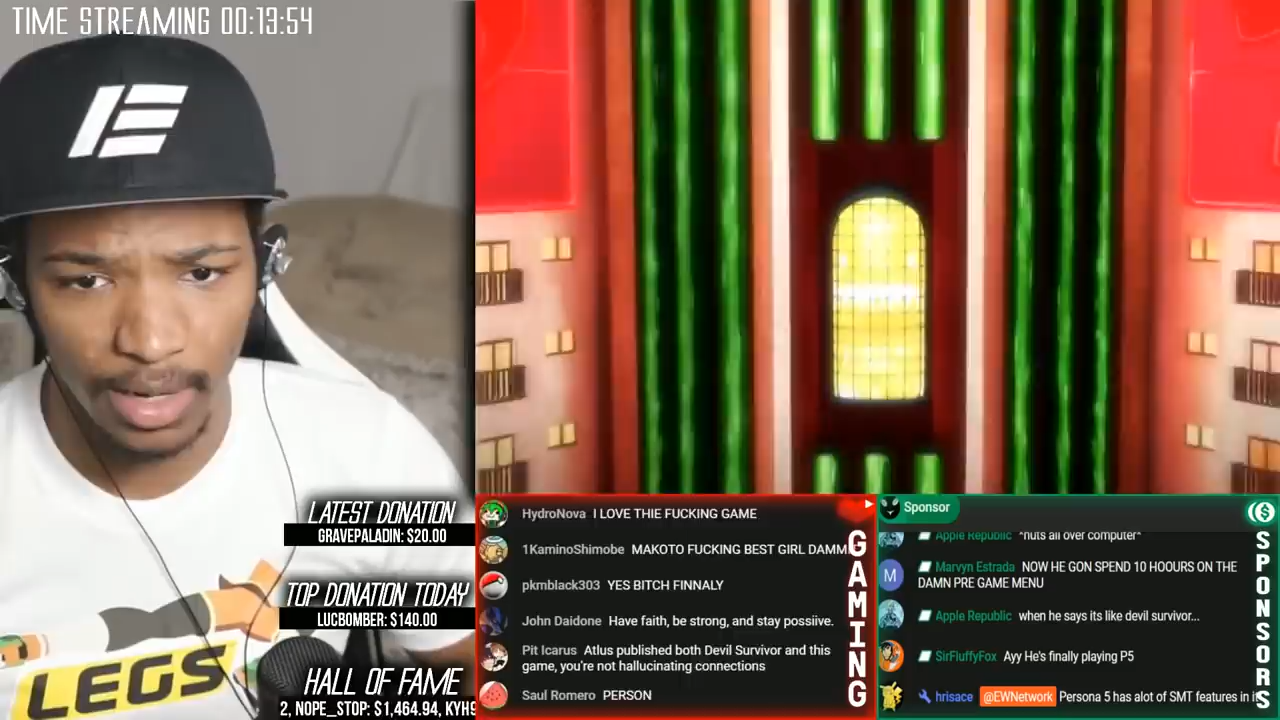 TIME STREAMING 00:13:54
LEGS
LATEST DONATION
GRAVEPALADIN: $20.00
TOP DONATION TODAY
LUCBOMBER: $140.00
HALL OF FAME
2, NOPE_STOP: $1,464.94, KYH9
HydroNova I LOVE THIE FUCKING GAME
1KaminoShimobe MAKOTO FUCKING BEST GIRL DAMM
pkmblack303 YES BITCH FINNALY
John Daidone Have faith, be strong, and stay possiive.
Pit Icarus Atlus published both Devil Survivor and this
game, you're not hallucinating connections
Saul Romero PERSON
GAMING
Sponsor
Apple Republic *nuts all over computer*
M Marvyn Estrada NOW HE GON SPEND 10 HOOURS ON THE
DAMN PRE GAME MENU
Apple Republic when he says its like devil survivor...
SirFluffyFox Ayy He's finally playing P5
hrisace @EWNetwork Persona 5 has alot of SMT features in it
SPONSORS